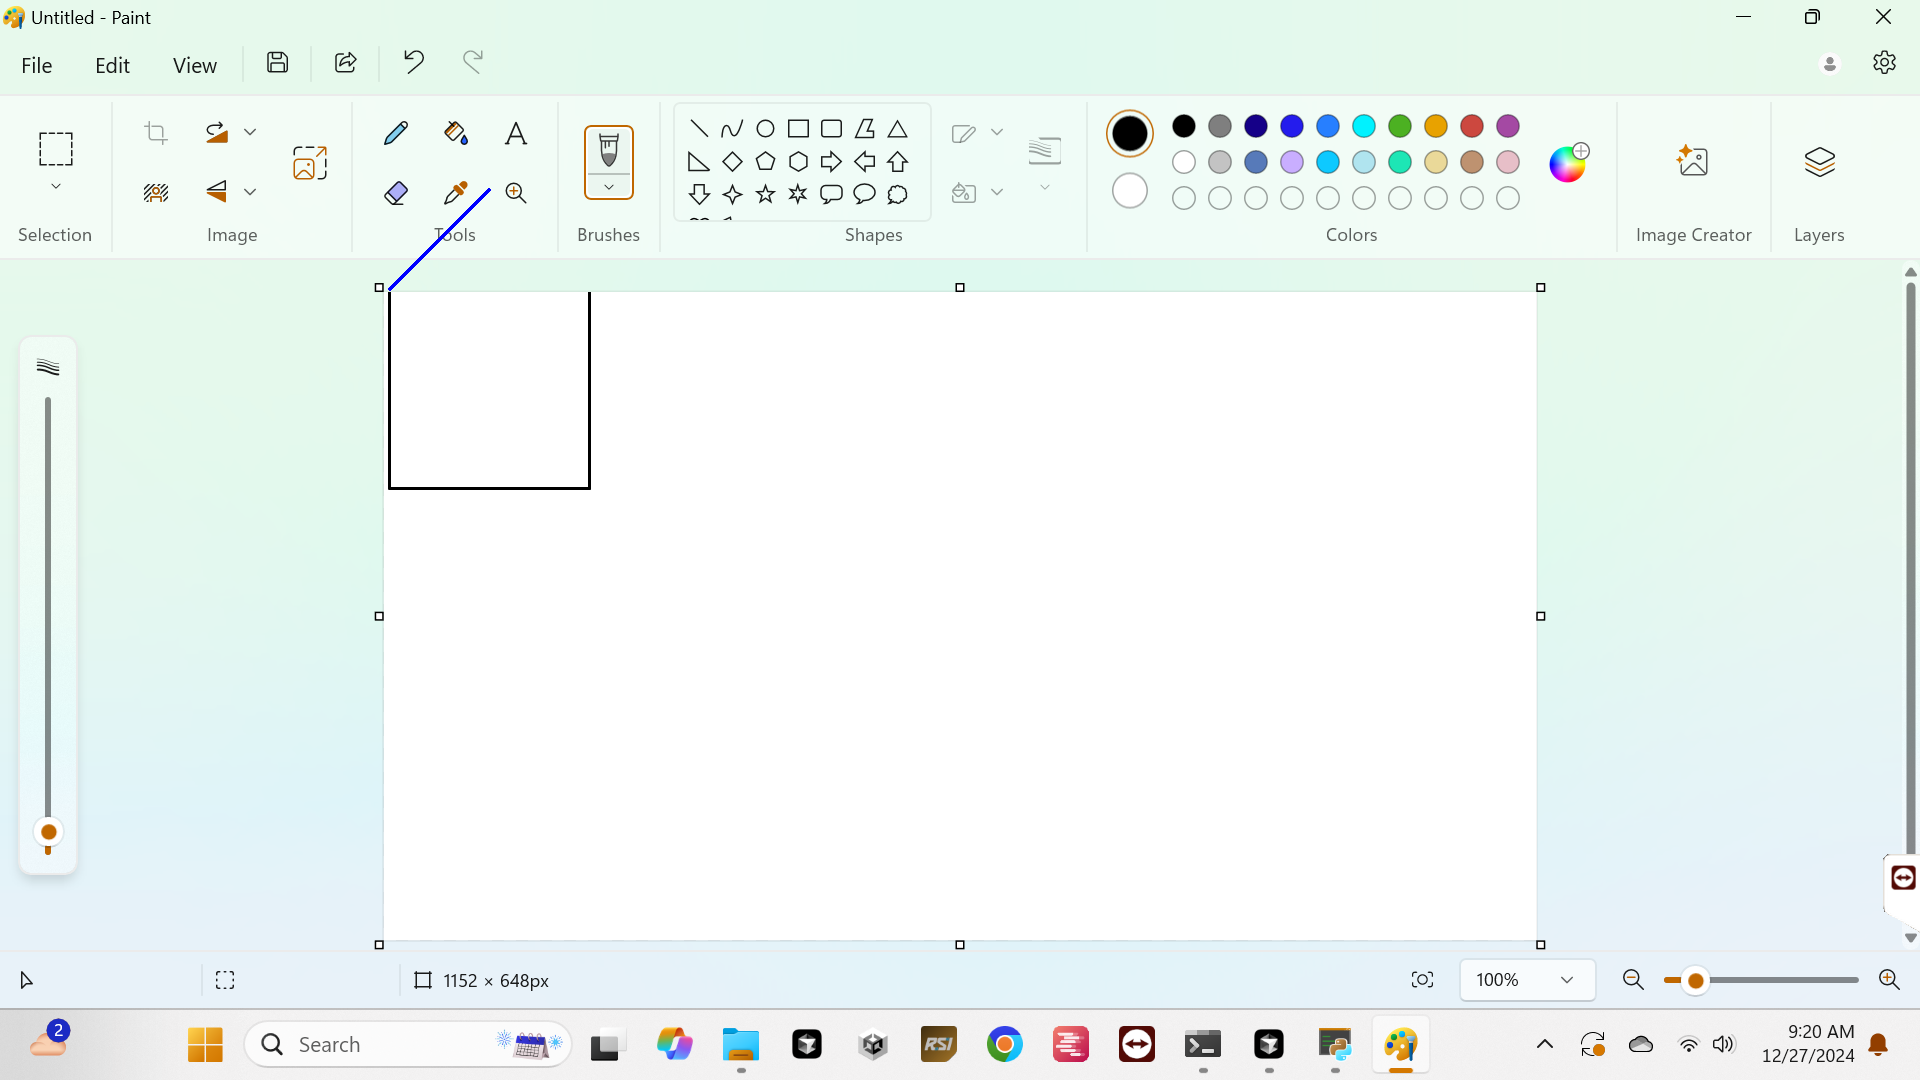 Untitled - Paint
File Edit View
Selection Image Tools Brushes Shapes Colors Image Creator Layers
1152 × 648px 100%
2 Search RSI 9:20 AM
12/27/2024